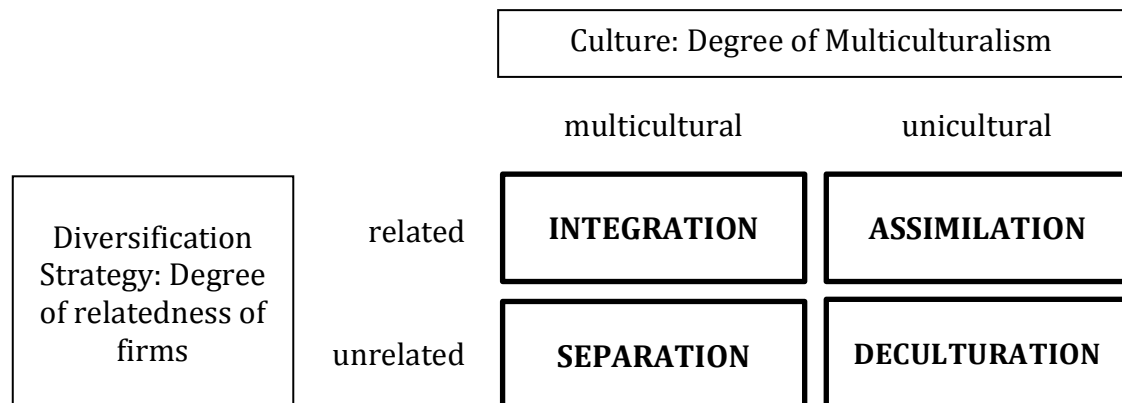 Culture: Degree of Multiculturalism
multicultural unicultural
Diversification
Strategy: Degree
of relatedness of
firms
related INTEGRATION ASSIMILATION
unrelated SEPARATION DECULTURATION